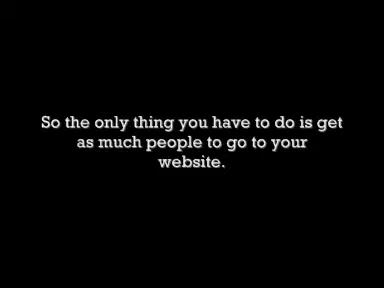 So the only thing you have to do is get
as much people to go to your
website.